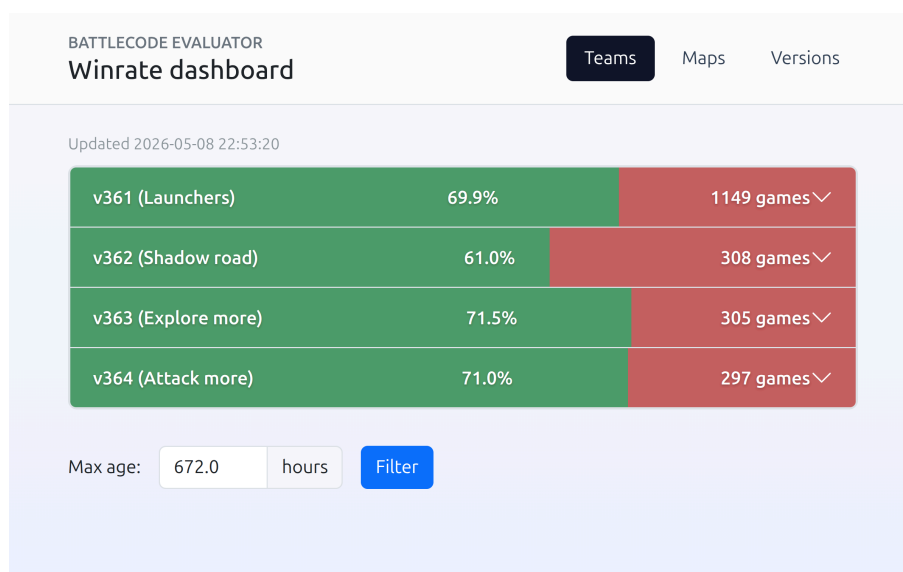 BATTLECODE EVALUATOR
Winrate dashboard
Teams Maps Versions
Updated 2026-05-08 22:53:20
v361 (Launchers) 69.9% 1149 games
v362 (Shadow road) 61.0% 308 games
v363 (Explore more) 71.5% 305 games
v364 (Attack more) 71.0% 297 games
Max age: 672.0 hours Filter